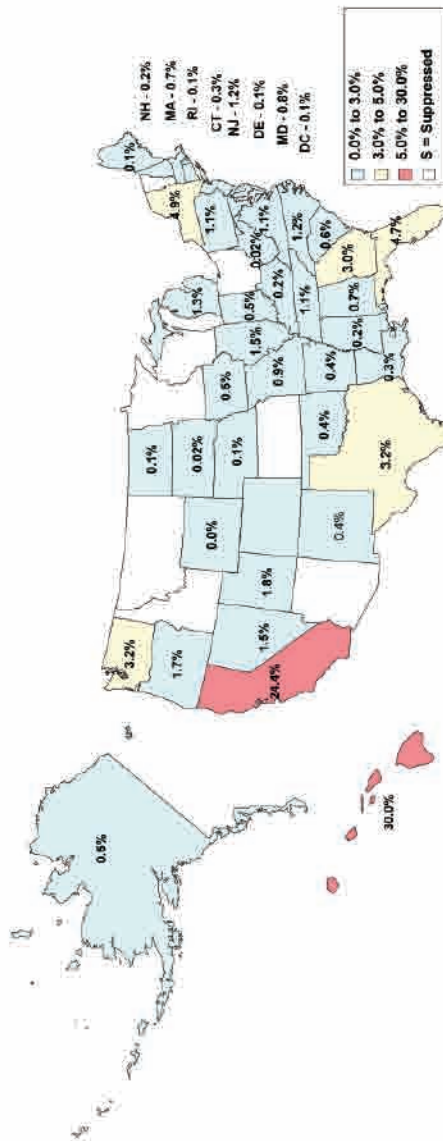 3.2%
1.7%
24.4%
1.5%
1.8%
0.0%
0.4%
0.1%
0.02%
0.1%
0.4%
3.2%
0.9%
0.4%
0.3%
1.5%
0.5%
1.3%
0.2%
1.1%
0.2%
0.7%
3.0%
4.7%
0.6%
1.2%
1.1%
0.02%
1.1%
4.9%
0.1%
NH - 0.2%
MA - 0.7%
RI - 0.1%
CT - 0.3%
NJ - 1.2%
DE - 0.1%
MD - 0.8%
DC - 0.1%
30.0%
0.0% to 3.0%
3.0% to 5.0%
5.0% to 30.0%
S = Suppressed